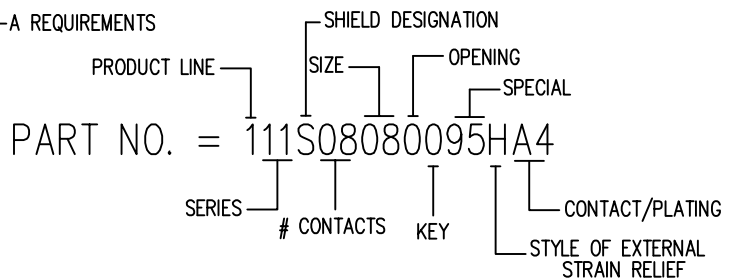 -A REQUIREMENTS
SHIELD DESIGNATION
PRODUCT LINE
SIZE
OPENING
SPECIAL
PART NO. = 111S08080095HA4
SERIES
# CONTACTS
KEY
CONTACT/PLATING
STYLE OF EXTERNAL
STRAIN RELIEF